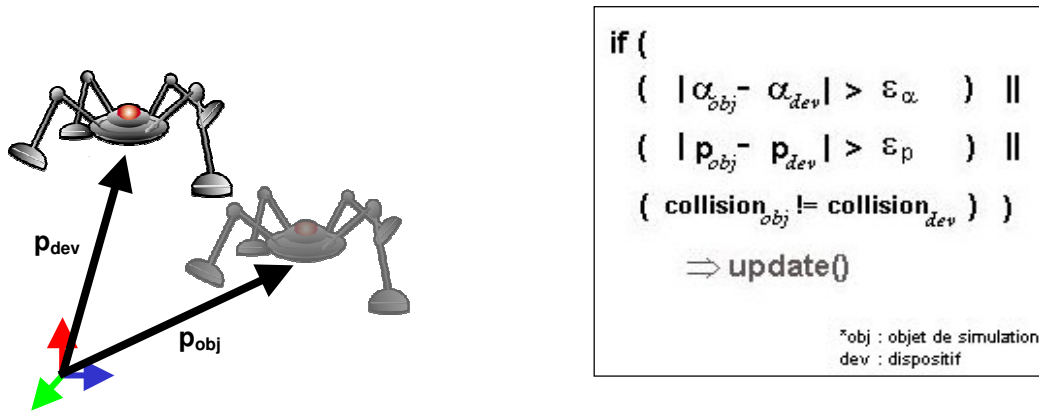 p_dev
p_obj
if (
( | α_obj - α_dev | > ε_α ) ||
( | p_obj - p_dev | > ε_p ) ||
( collision_obj != collision_dev ) )
⇒ update()
*obj : objet de simulation
dev : dispositif